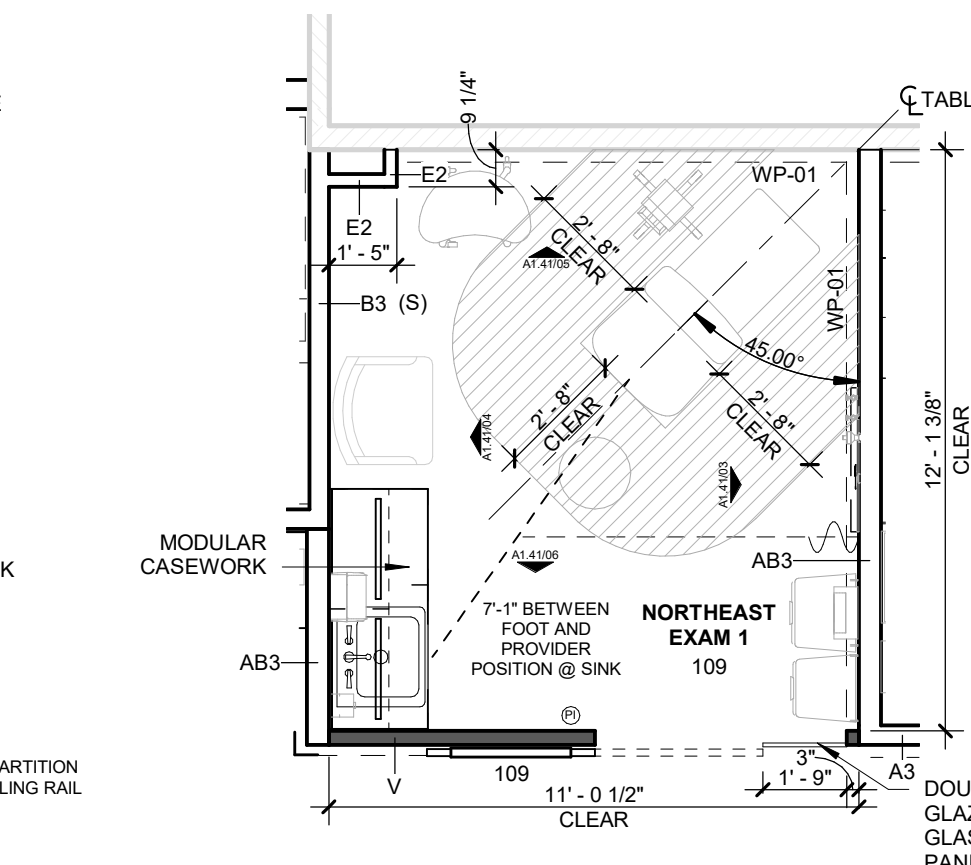 E
9 1/4"
℄ TABL
WP-01
E2
E2
1' - 5"
2' - 8"
CLEAR
A1.41/05
B3 (S)
WP-01
45.00°
2' - 8"
CLEAR
2' - 8"
CLEAR
A1.41/04
A1.41/03
12' - 1 3/8"
CLEAR
MODULAR
CASEWORK
K
A1.41/06
AB3
7'-1" BETWEEN
FOOT AND
PROVIDER
POSITION @ SINK
NORTHEAST
EXAM 1
109
AB3
PI
ARTITION
LING RAIL
V
109
3"
1' - 9"
A3
11' - 0 1/2"
CLEAR
DOU
GLAZ
GLAS
PANI